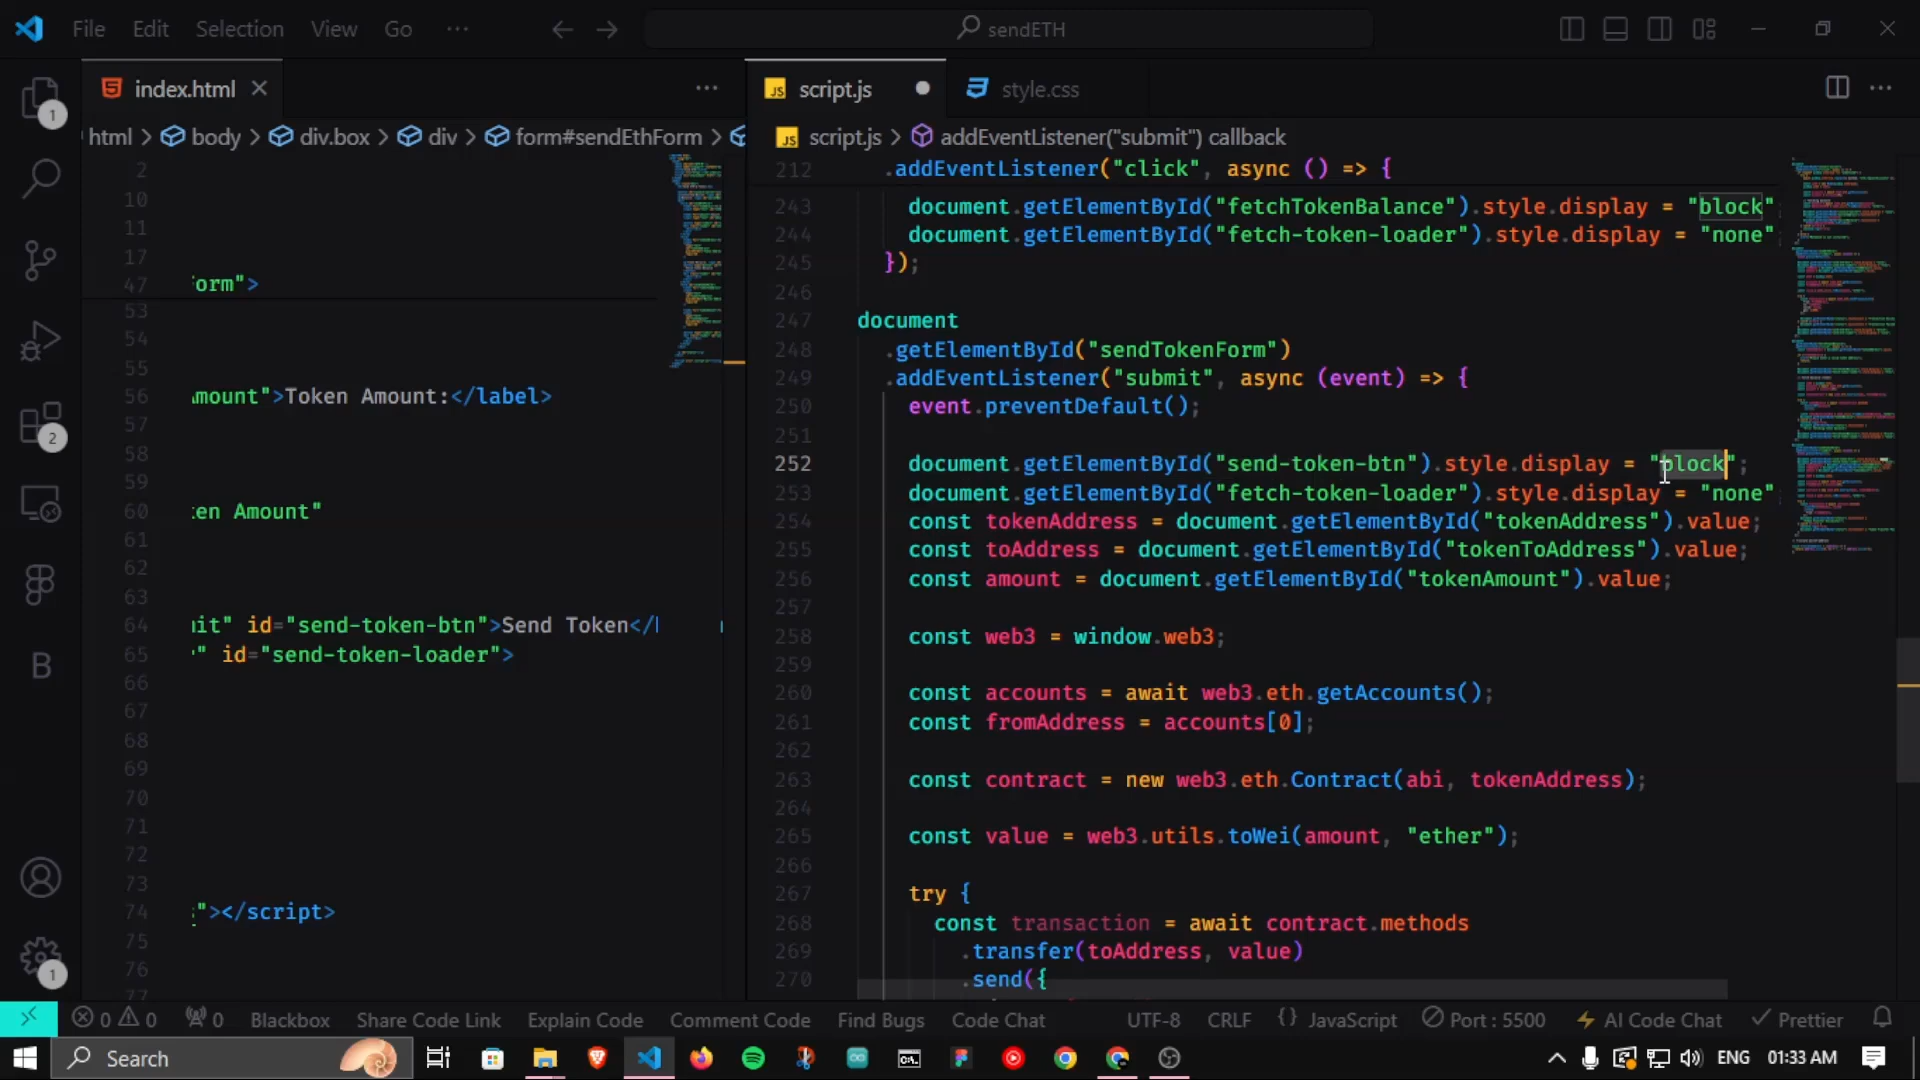 File Edit Selection View Go ··· sendETH
index.html
script.js
style.css
html > body > div.box > div > form#sendEthForm >
script.js > addEventListener("submit") callback
2
10
11
17
47 orm">
53
54
55
56 amount">Token Amount:</label>
57
58
59
60 en Amount"
61
62
63
64 it" id="send-token-btn">Send Token</
65 " id="send-token-loader">
66
67
68
69
70
71
72
73
74 "></script>
75
76
77
212 .addEventListener("click", async () => {
243 document.getElementById("fetchTokenBalance").style.display = "block"
244 document.getElementById("fetch-token-loader").style.display = "none"
245 });
246
247 document
248 .getElementById("sendTokenForm")
249 .addEventListener("submit", async (event) => {
250 event.preventDefault();
251
252 document.getElementById("send-token-btn").style.display = "block";
253 document.getElementById("fetch-token-loader").style.display = "none"
254 const tokenAddress = document.getElementById("tokenAddress").value;
255 const toAddress = document.getElementById("tokenToAddress").value;
256 const amount = document.getElementById("tokenAmount").value;
257
258 const web3 = window.web3;
259
260 const accounts = await web3.eth.getAccounts();
261 const fromAddress = accounts[0];
262
263 const contract = new web3.eth.Contract(abi, tokenAddress);
264
265 const value = web3.utils.toWei(amount, "ether");
266
267 try {
268 const transaction = await contract.methods
269 .transfer(toAddress, value)
270 .send({
1
2
B
1
0 0 0 Blackbox Share Code Link Explain Code Comment Code Find Bugs Code Chat UTF-8 CRLF {} JavaScript Port : 5500 AI Code Chat Prettier
Search ENG 01:33 AM